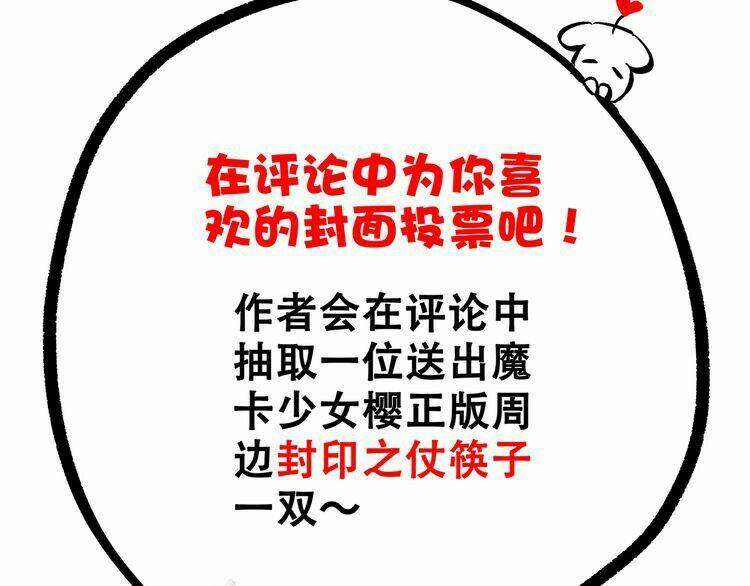 在评论中为你喜
欢的封面投票吧！
作者会在评论中
抽取一位送出魔
卡少女樱正版周
边封印之仗筷子
一双～